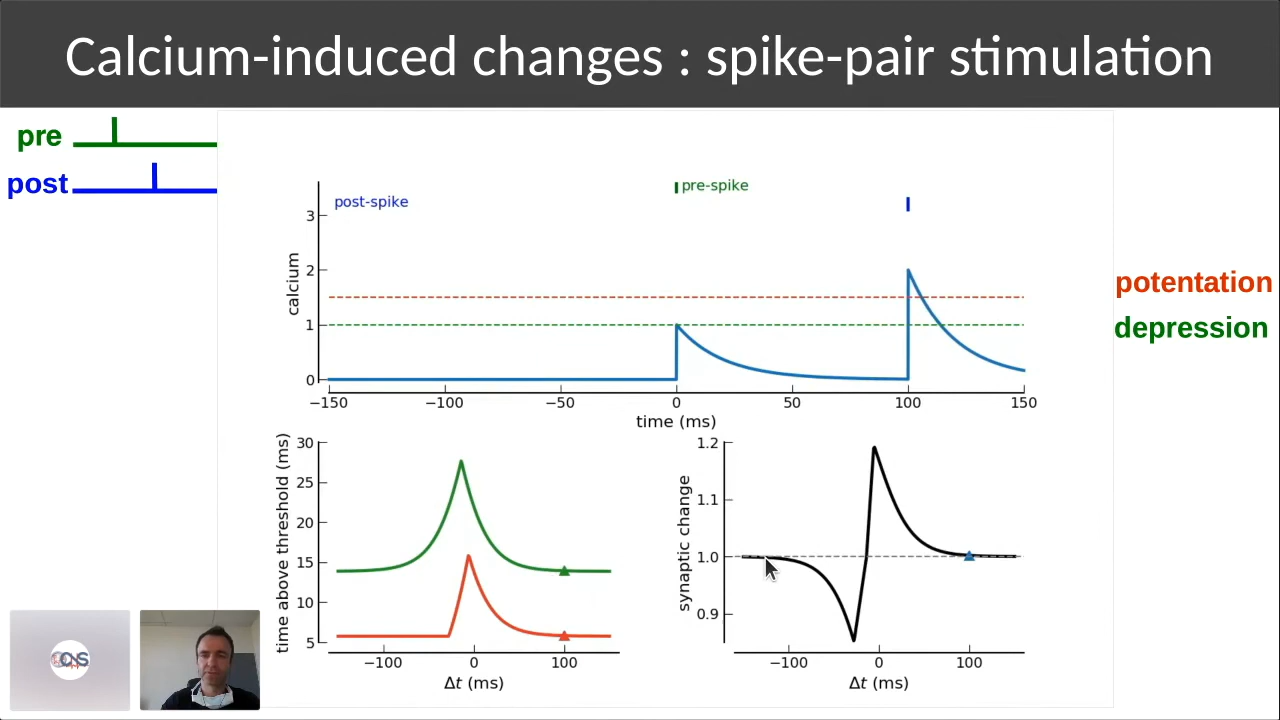 Calcium-induced changes : spike-pair stimulation
pre
post
post-spike
pre-spike
calcium
3
2
1
0
−150 −100 −50 0 50 100 150
time (ms)
potentation
depression
time above threshold (ms)
30
25
20
15
10
5
−100 0 100
Δt (ms)
synaptic change
1.2
1.1
1.0
0.9
−100 0 100
Δt (ms)